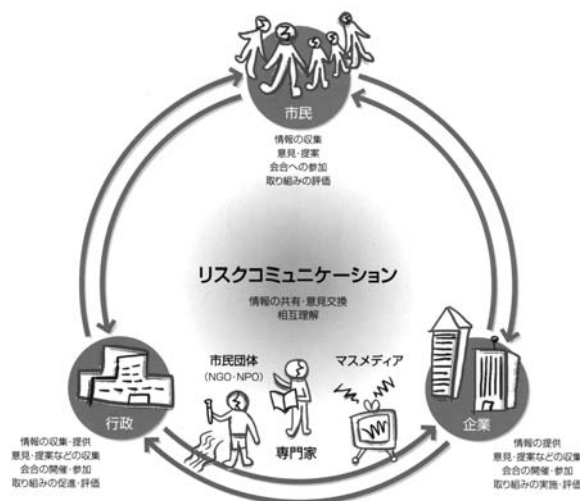 市民
情報の収集
意見・提案
会合への参加
取り組みの評価
リスクコミュニケーション
情報の共有・意見交換
相互理解
市民団体
(NGO・NPO)
専門家
マスメディア
行政
情報の収集・提供
意見・提案などの収集
会合の開催・参加
取り組みの促進・評価
企業
情報の提供
意見・提案などの収集
会合の開催・参加
取り組みの実施・評価